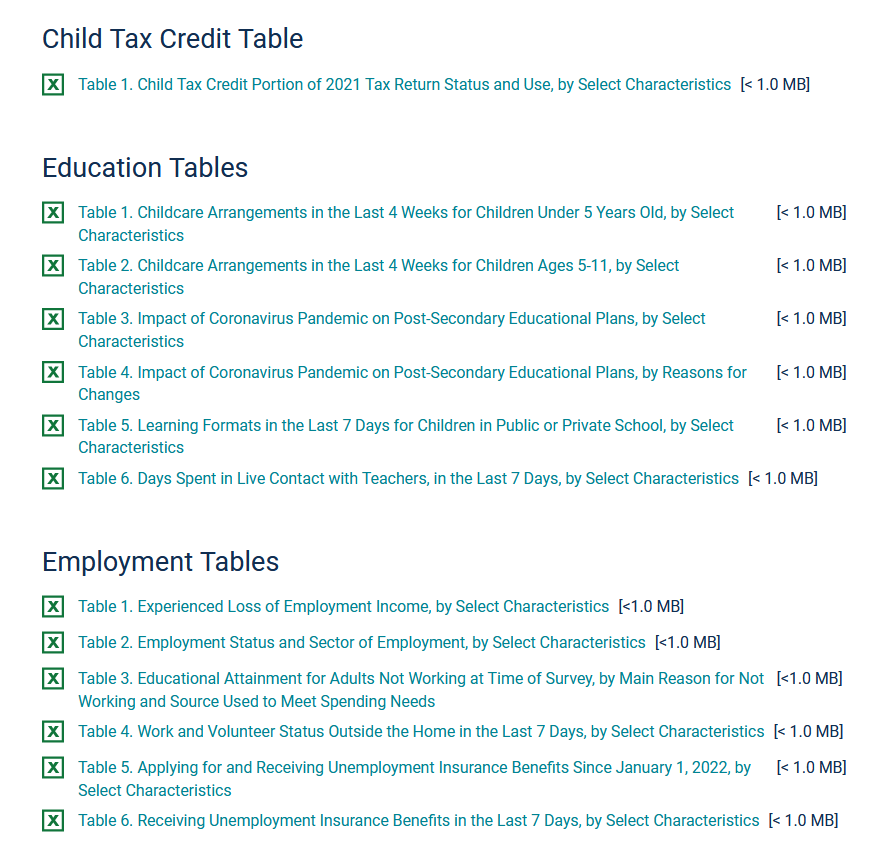 Child Tax Credit Table
Table 1. Child Tax Credit Portion of 2021 Tax Return Status and Use, by Select Characteristics [< 1.0 MB]
Education Tables
Table 1. Childcare Arrangements in the Last 4 Weeks for Children Under 5 Years Old, by Select [< 1.0 MB]
Characteristics
Table 2. Childcare Arrangements in the Last 4 Weeks for Children Ages 5-11, by Select [< 1.0 MB]
Characteristics
Table 3. Impact of Coronavirus Pandemic on Post-Secondary Educational Plans, by Select [< 1.0 MB]
Characteristics
Table 4. Impact of Coronavirus Pandemic on Post-Secondary Educational Plans, by Reasons for [< 1.0 MB]
Changes
Table 5. Learning Formats in the Last 7 Days for Children in Public or Private School, by Select [< 1.0 MB]
Characteristics
Table 6. Days Spent in Live Contact with Teachers, in the Last 7 Days, by Select Characteristics [< 1.0 MB]
Employment Tables
Table 1. Experienced Loss of Employment Income, by Select Characteristics [<1.0 MB]
Table 2. Employment Status and Sector of Employment, by Select Characteristics [<1.0 MB]
Table 3. Educational Attainment for Adults Not Working at Time of Survey, by Main Reason for Not [<1.0 MB]
Working and Source Used to Meet Spending Needs
Table 4. Work and Volunteer Status Outside the Home in the Last 7 Days, by Select Characteristics [< 1.0 MB]
Table 5. Applying for and Receiving Unemployment Insurance Benefits Since January 1, 2022, by [< 1.0 MB]
Select Characteristics
Table 6. Receiving Unemployment Insurance Benefits in the Last 7 Days, by Select Characteristics [< 1.0 MB]